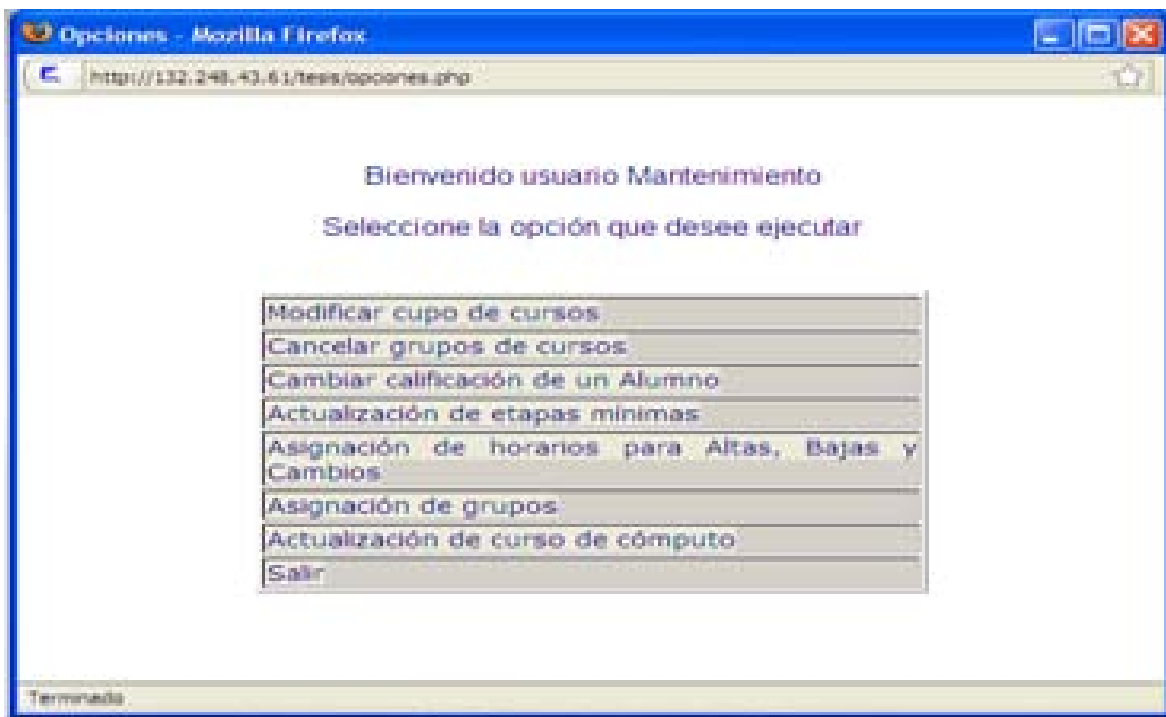 Opciones - Mozilla Firefox
http://132.248.43.61/tesis/opciones.php
Bienvenido usuario Mantenimiento
Seleccione la opción que desee ejecutar
Modificar cupo de cursos
Cancelar grupos de cursos
Cambiar calificación de un Alumno
Actualización de etapas mínimas
Asignación de horarios para Altas, Bajas y
Cambios
Asignación de grupos
Actualización de curso de cómputo
Salir
Terminado